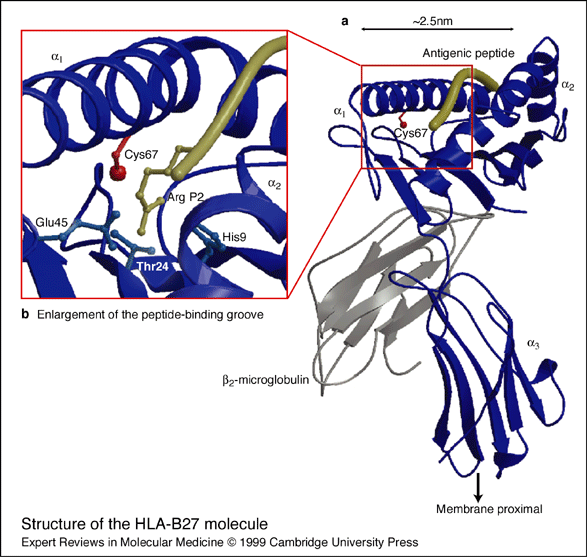 a
~2.5nm
Antigenic peptide
α1
α2
Cys67
α1
Cys67
α2
Arg P2
Glu45
His9
Thr24
b Enlargement of the peptide-binding groove
α3
β2-microglobulin
Membrane proximal
Structure of the HLA-B27 molecule
Expert Reviews in Molecular Medicine © 1999 Cambridge University Press